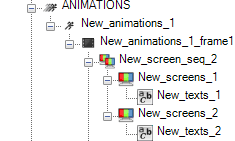 ANIMATIONS
New_animations_1
New_animations_1_frame1
New_screen_seq_2
New_screens_1
a.b
c
New_texts_1
New_screens_2
a.b
c
New_texts_2